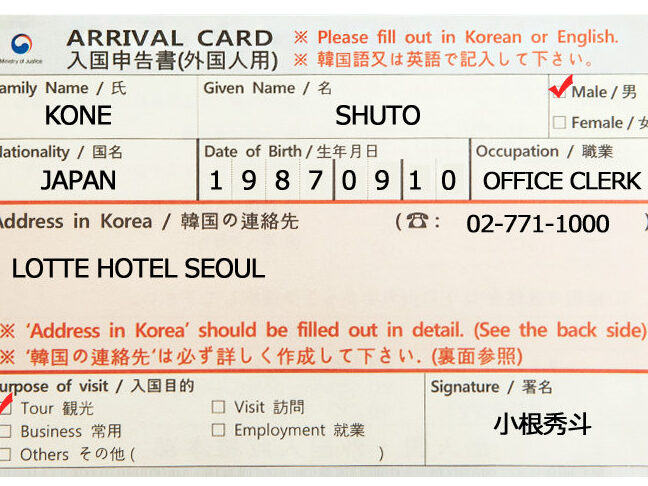 Ministry of Justice
ARRIVAL CARD ※ Please fill out in Korean or English.
入国申告書(外国人用) ※ 韓国語又は英語で記入して下さい。
amily Name / 氏 Given Name / 名 Male / 男
KONE SHUTO
Female / 女
Nationality / 国名 Date of Birth / 生年月日 Occupation / 職業
JAPAN 1 9 8 7 0 9 1 0 OFFICE CLERK
Address in Korea / 韓国の連絡先 (☎: 02-771-1000 )
LOTTE HOTEL SEOUL
※ 'Address in Korea' should be filled out in detail. (See the back side)
※ '韓国の連絡先'は必ず詳しく作成して下さい. (裏面参照)
urpose of visit / 入国目的 Signature / 署名
Tour 観光 Visit 訪問
Business 常用 Employment 就業
Others その他 ( )
小根秀斗